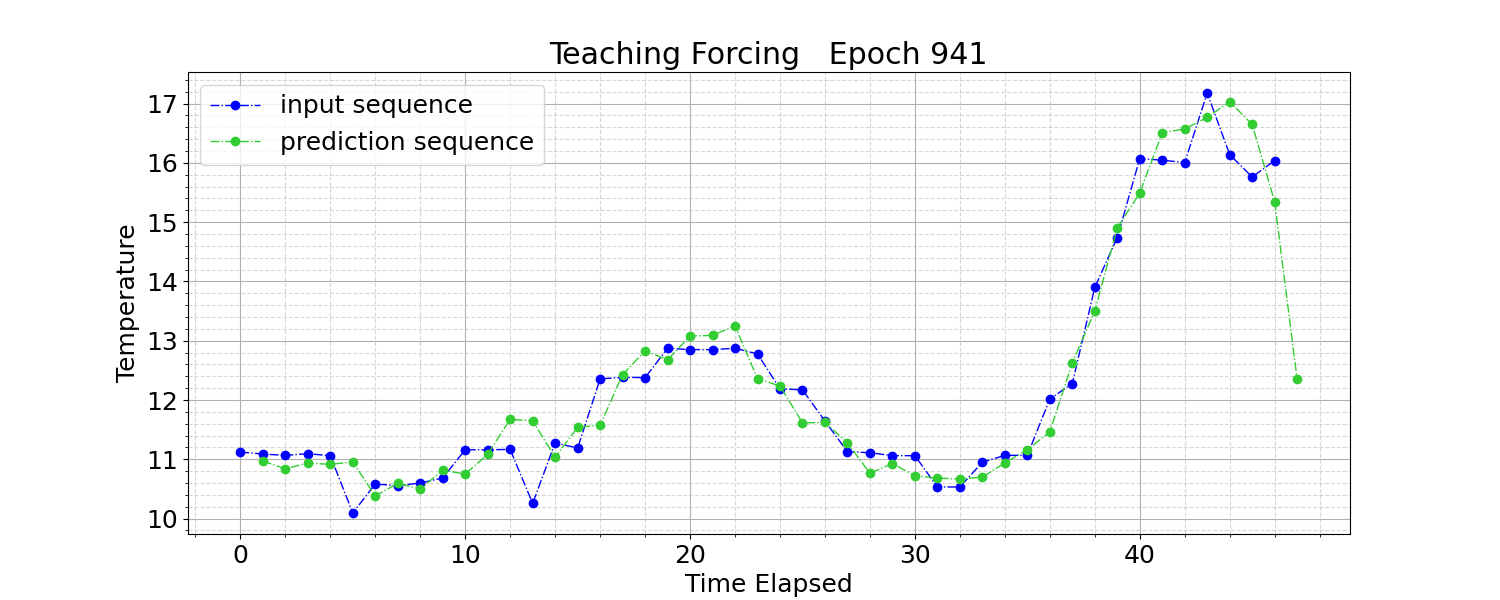 Teaching Forcing   Epoch 941
input sequence
prediction sequence
Temperature
17
16
15
14
13
12
11
10
0 10 20 30 40
Time Elapsed